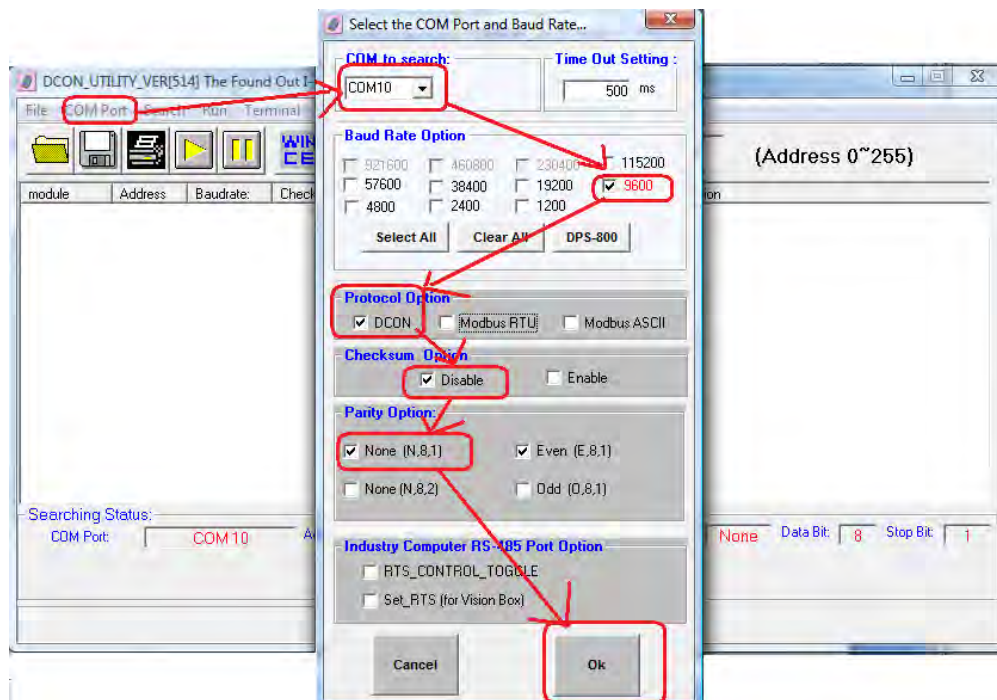 Select the COM Port and Baud Rate...
DCON_UTILITY_VER[514] The Found Out I-
File COM Port Search Run Terminal
WIN
CE
(Address 0~255)
module Address Baudrate: Check
ion
COM to search:
Time Out Setting :
COM10
500 ms
Baud Rate Option
921600 460800 230400 115200
57600 38400 19200 9600
4800 2400 1200
Select All Clear All DPS-800
Protocol Option
DCON Modbus RTU Modbus ASCII
Checksum Option
Disable Enable
Parity Option:
None (N,8,1) Even (E,8,1)
None (N,8,2) Odd (O,8,1)
Industry Computer RS-485 Port Option
RTS_CONTROL_TOGGLE
Set_RTS (for Vision Box)
Cancel Ok
Searching Status:
COM Port: COM 10
None Data Bit: 8 Stop Bit: 1